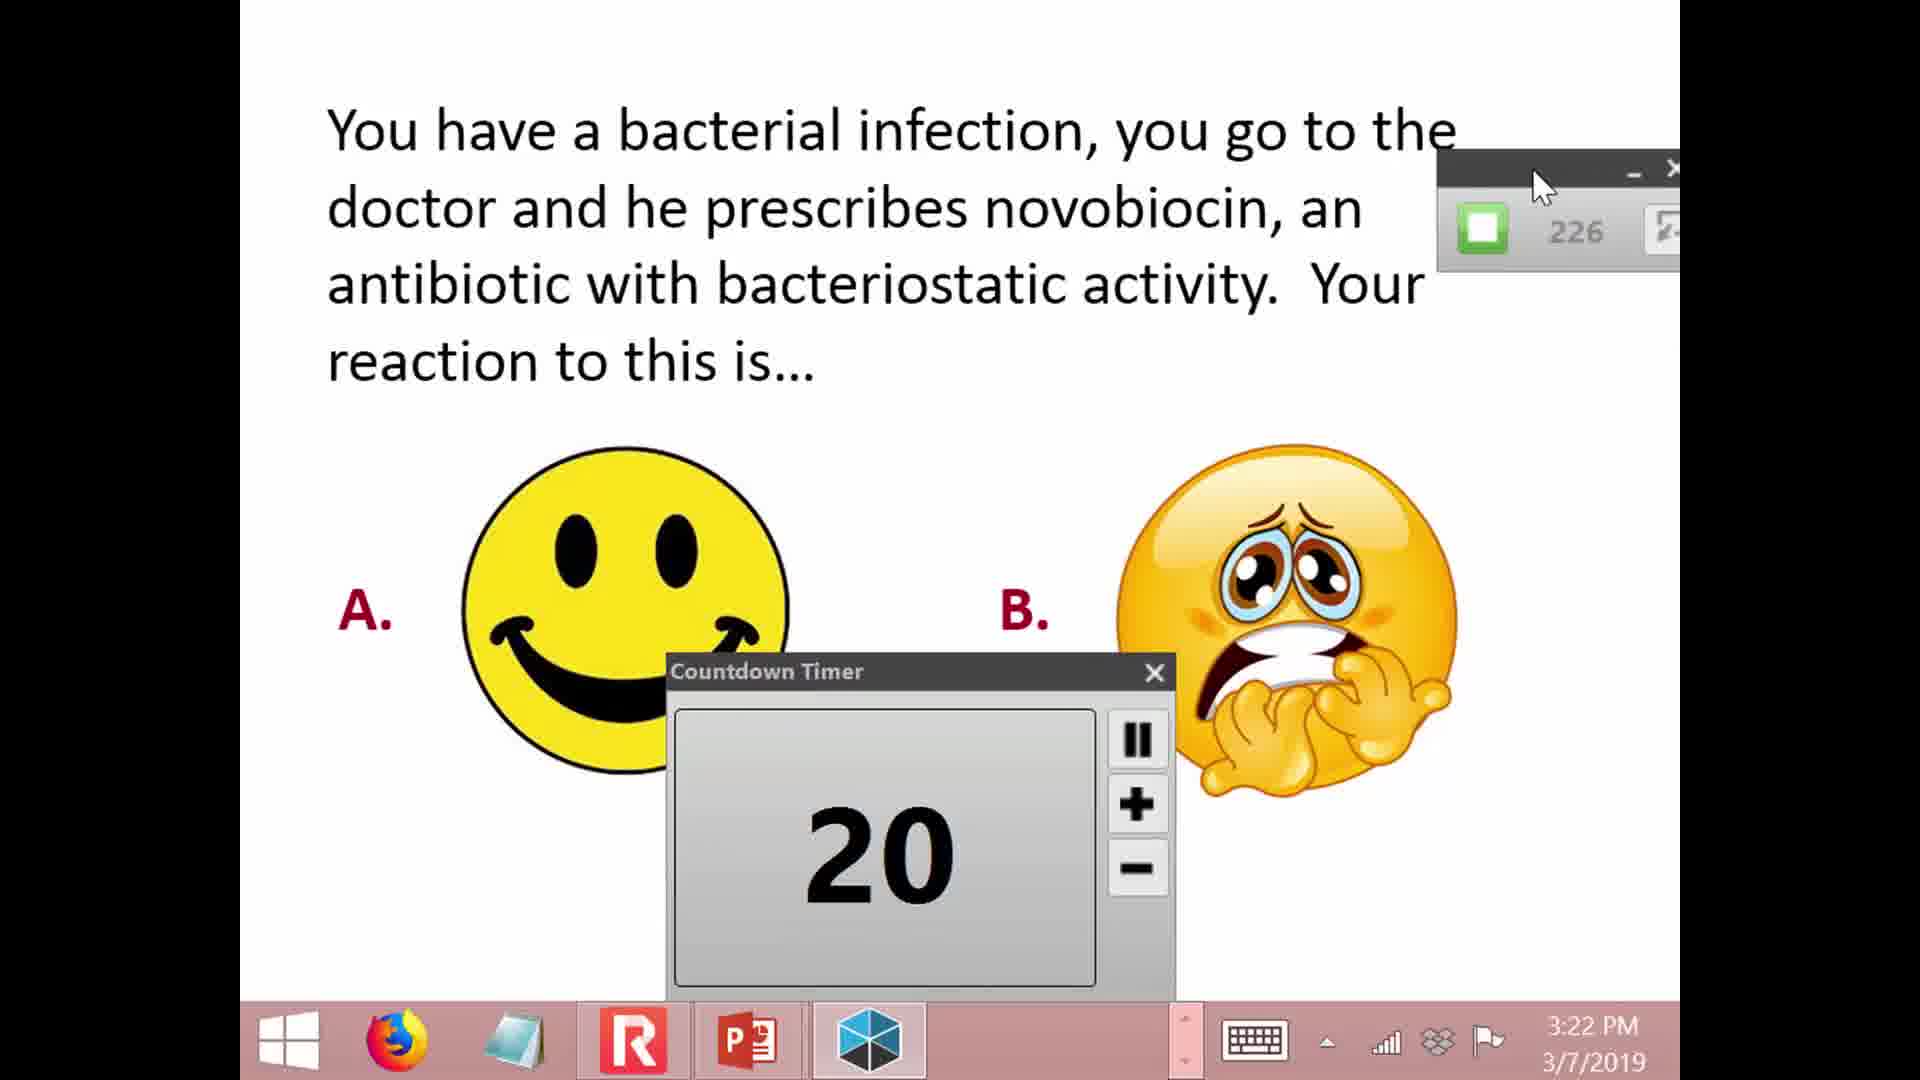 You have a bacterial infection, you go to the
doctor and he prescribes novobiocin, an
antibiotic with bacteriostatic activity.  Your
reaction to this is...
226
A.
B.
Countdown Timer
20
3:22 PM
3/7/2019